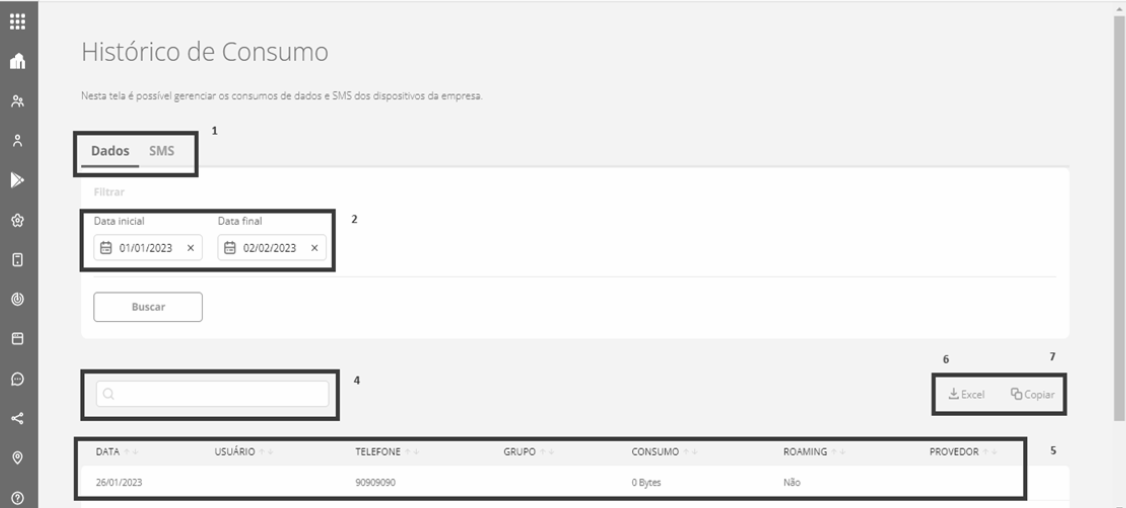 Histórico de Consumo
Nesta tela é possível gerenciar os consumos de dados e SMS dos dispositivos da empresa.
1
Dados SMS
Filtrar
2
Data inicial Data final
01/01/2023 × 02/02/2023 ×
Buscar
6 7
4
Excel Copiar
DATA ↑↓ USUÁRIO ↑↓ TELEFONE ↑↓ GRUPO ↑↓ CONSUMO ↑↓ ROAMING ↑↓ PROVEDOR ↑↓ 5
26/01/2023 90909090 0 Bytes Não